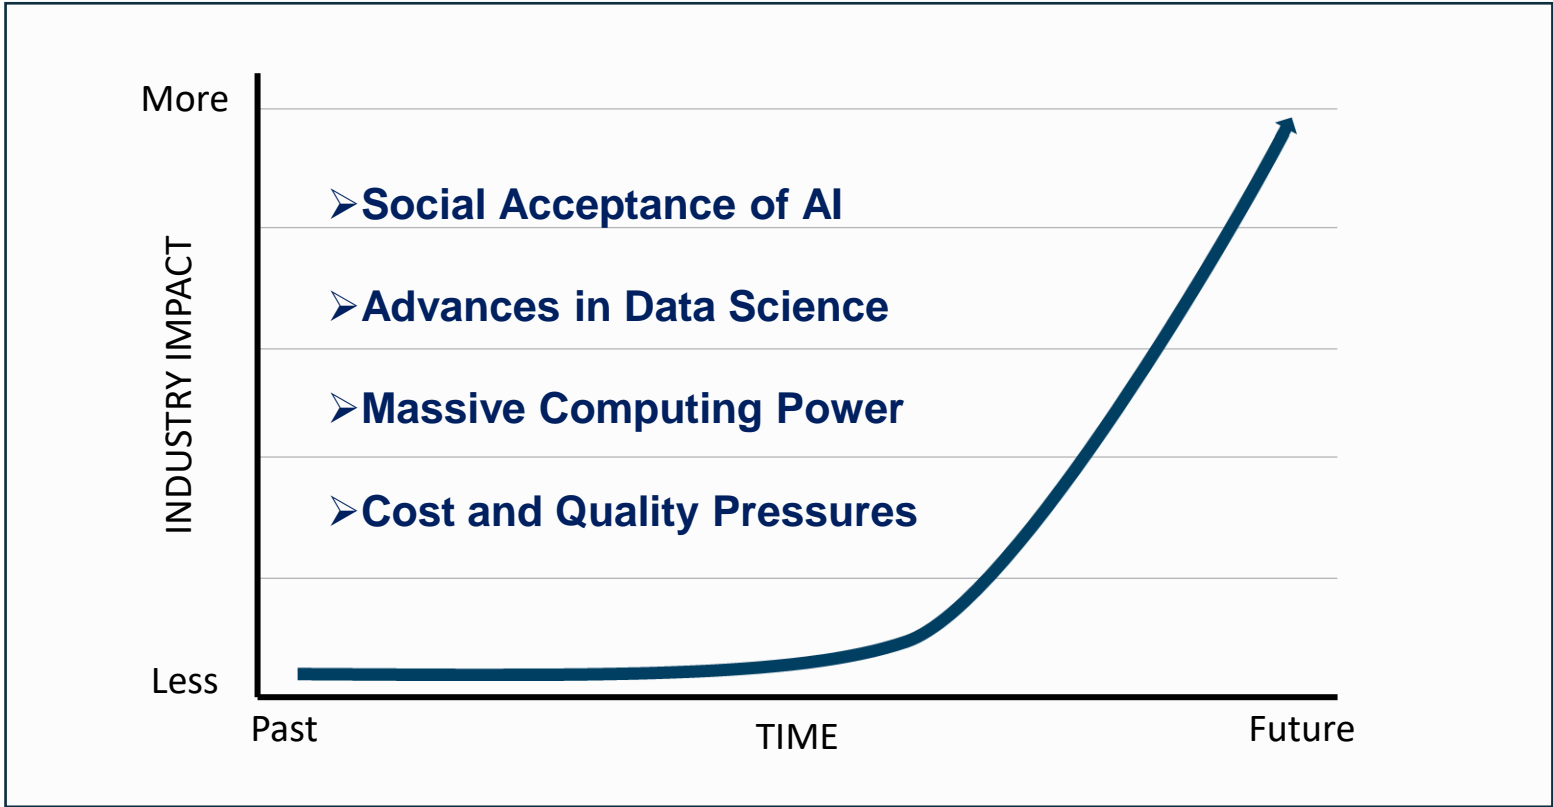 More
➢Social Acceptance of AI
➢Advances in Data Science
➢Massive Computing Power
➢Cost and Quality Pressures
INDUSTRY IMPACT
Less
Past
TIME
Future